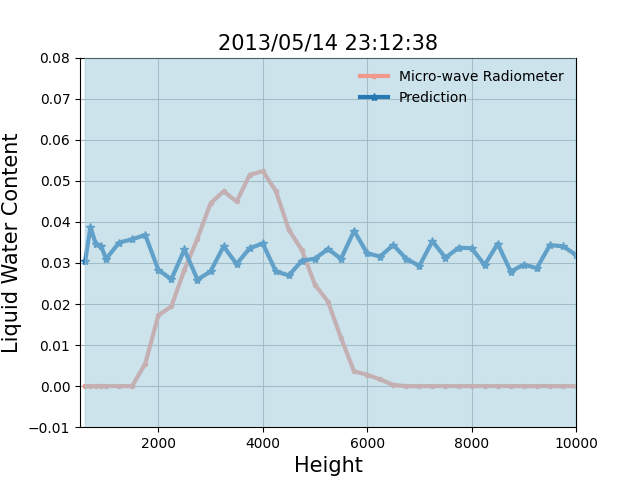 2013/05/14 23:12:38
Micro-wave Radiometer
Prediction
Liquid Water Content
0.08
0.07
0.06
0.05
0.04
0.03
0.02
0.01
0.00
−0.01
2000 4000 6000 8000 10000
Height